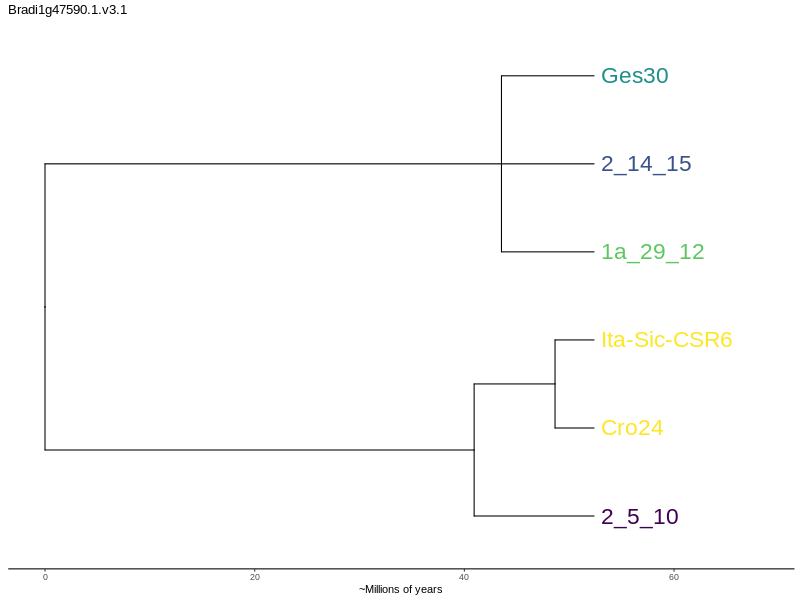 Bradi1g47590.1.v3.1
Ges30
2_14_15
1a_29_12
Ita-Sic-CSR6
Cro24
2_5_10
0 20 40 60
~Millions of years